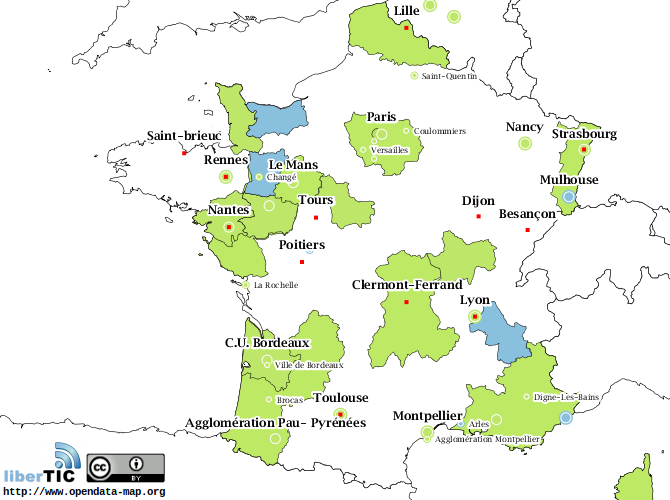 Lille
Saint-Quentin
Paris
Coulommiers
Versailles
Nancy
Strasbourg
Saint-brieuc
Rennes
Le Mans
Changé
Mulhouse
Nantes
Tours
Dijon
Besançon
Poitiers
La Rochelle
Clermont-Ferrand
Lyon
C.U. Bordeaux
Ville de Bordeaux
Brocas
Toulouse
Digne-Les-Bains
Montpellier
Arles
Agglomération Pau- Pyrénées
Agglomération Montpellier
liberTIC
cc
BY
http://www.opendata-map.org